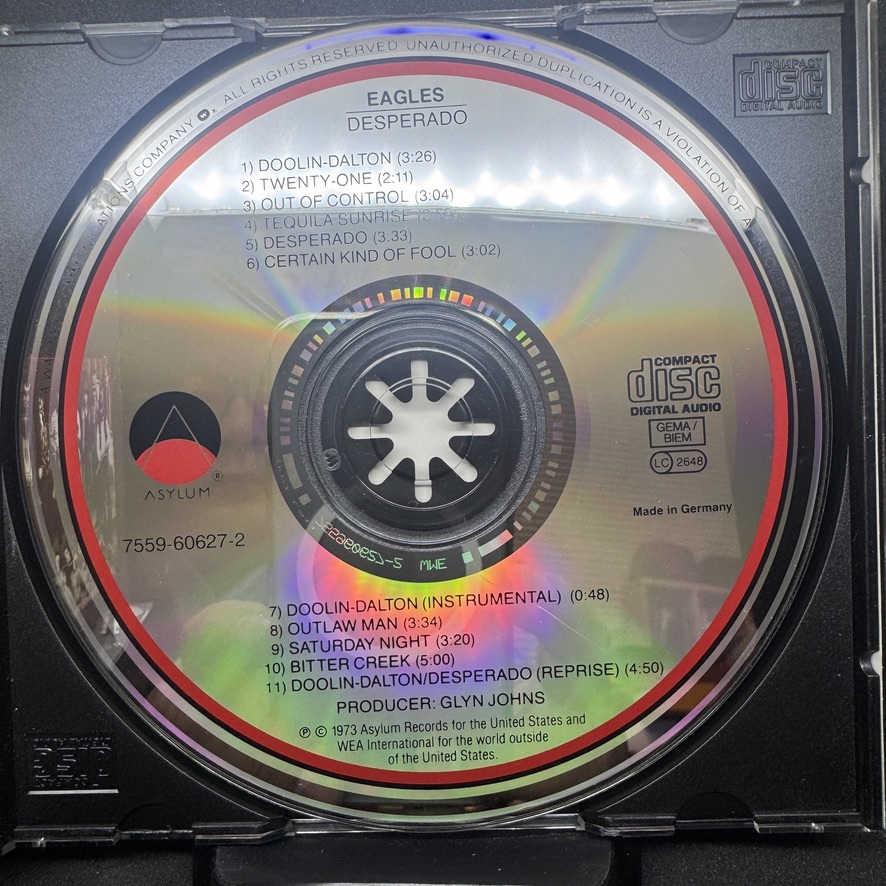 ATIONS COMPANY ALL RIGHTS RESERVED UNAUTHORIZED DUPLICATION IS A VIOLATION OF A
COMPACT
disc
DIGITAL AUDIO
EAGLES
DESPERADO
1) DOOLIN-DALTON (3:26)
2) TWENTY-ONE (2:11)
3) OUT OF CONTROL (3:04)
4) TEQUILA SUNRISE
5) DESPERADO (3.33)
6) CERTAIN KIND OF FOOL (3:02)
COMPACT
disc
DIGITAL AUDIO
GEMA /
BIEM
LC 2648
Made in Germany
ASYLUM®
7559-60627-2
MWE
7) DOOLIN-DALTON (INSTRUMENTAL) (0:48)
8) OUTLAW MAN (3:34)
9) SATURDAY NIGHT (3:20)
10) BITTER CREEK (5:00)
11) DOOLIN-DALTON/DESPERADO (REPRISE) (4:50)
PRODUCER: GLYN JOHNS
℗ © 1973 Asylum Records for the United States and
WEA International for the world outside
of the United States.